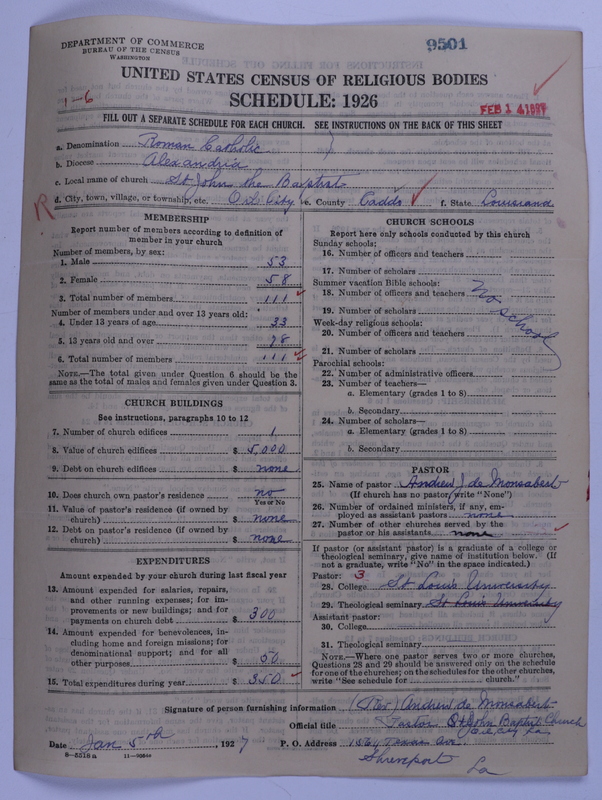 DEPARTMENT OF COMMERCE
BUREAU OF THE CENSUS
WASHINGTON
9501
UNITED STATES CENSUS OF RELIGIOUS BODIES
1-6
SCHEDULE: 1926
FEB 14 1927
FILL OUT A SEPARATE SCHEDULE FOR EACH CHURCH. SEE INSTRUCTIONS ON THE BACK OF THIS SHEET
a. Denomination Roman Catholic
b. Diocese Alexandria
c. Local name of church St John the Baptist
R d. City, town, village, or township, etc. Oil City e. County Caddo f. State Louisiana
MEMBERSHIP
Report number of members according to definition of
member in your church
Number of members, by sex:
1. Male 53
2. Female 58
3. Total number of members 111
Number of members under and over 13 years old:
4. Under 13 years of age 33
5. 13 years old and over 78
6. Total number of members 111
NOTE.—The total given under Question 6 should be the
same as the total of males and females given under Question 3.
CHURCH BUILDINGS
See instructions, paragraphs 10 to 12
7. Number of church edifices 1
8. Value of church edifices $ 5,000
9. Debt on church edifices $ none
10. Does church own pastor's residence no
Yes or No
11. Value of pastor's residence (if owned by
church) $ none
12. Debt on pastor's residence (if owned by
church) $ none
EXPENDITURES
Amount expended by your church during last fiscal year
13. Amount expended for salaries, repairs,
and other running expenses; for im-
provements or new buildings; and for
payments on church debt $ 300
14. Amount expended for benevolences, in-
cluding home and foreign missions; for
denominational support; and for all
other purposes $ 50
15. Total expenditures during year $ 350
CHURCH SCHOOLS
Report here only schools conducted by this church
Sunday schools:
16. Number of officers and teachers
17. Number of scholars
Summer vacation Bible schools:
18. Number of officers and teachers
19. Number of scholars
Week-day religious schools:
20. Number of officers and teachers
21. Number of scholars
no school
Parochial schools:
22. Number of administrative officers
23. Number of teachers—
a. Elementary (grades 1 to 8)
b. Secondary
24. Number of scholars—
a. Elementary (grades 1 to 8)
b. Secondary
PASTOR
25. Name of pastor Andrew J. de Monsabert
(If church has no pastor, write "None")
26. Number of ordained ministers, if any, em-
ployed as assistant pastors none
27. Number of other churches served by the
pastor or his assistants none
If pastor (or assistant pastor) is a graduate of a college or
theological seminary, give name of institution below. (If
not a graduate, write "No" in the space indicated.)
Pastor: 3
28. College St Louis University
29. Theological seminary St Louis University
Assistant pastor:
30. College
31. Theological seminary
NOTE.—Where one pastor serves two or more churches,
Questions 28 and 29 should be answered only on the schedule
for one of the churches; on the schedules for the other churches,
write "See schedule for church."
Signature of person furnishing information (Rev) Andrew de Monsabert
Official title Pastor St John Baptist Church
Oil City La
Date Jan 5th, 1927 P. O. Address Texas Ave.
8-5518 a
Shreveport La